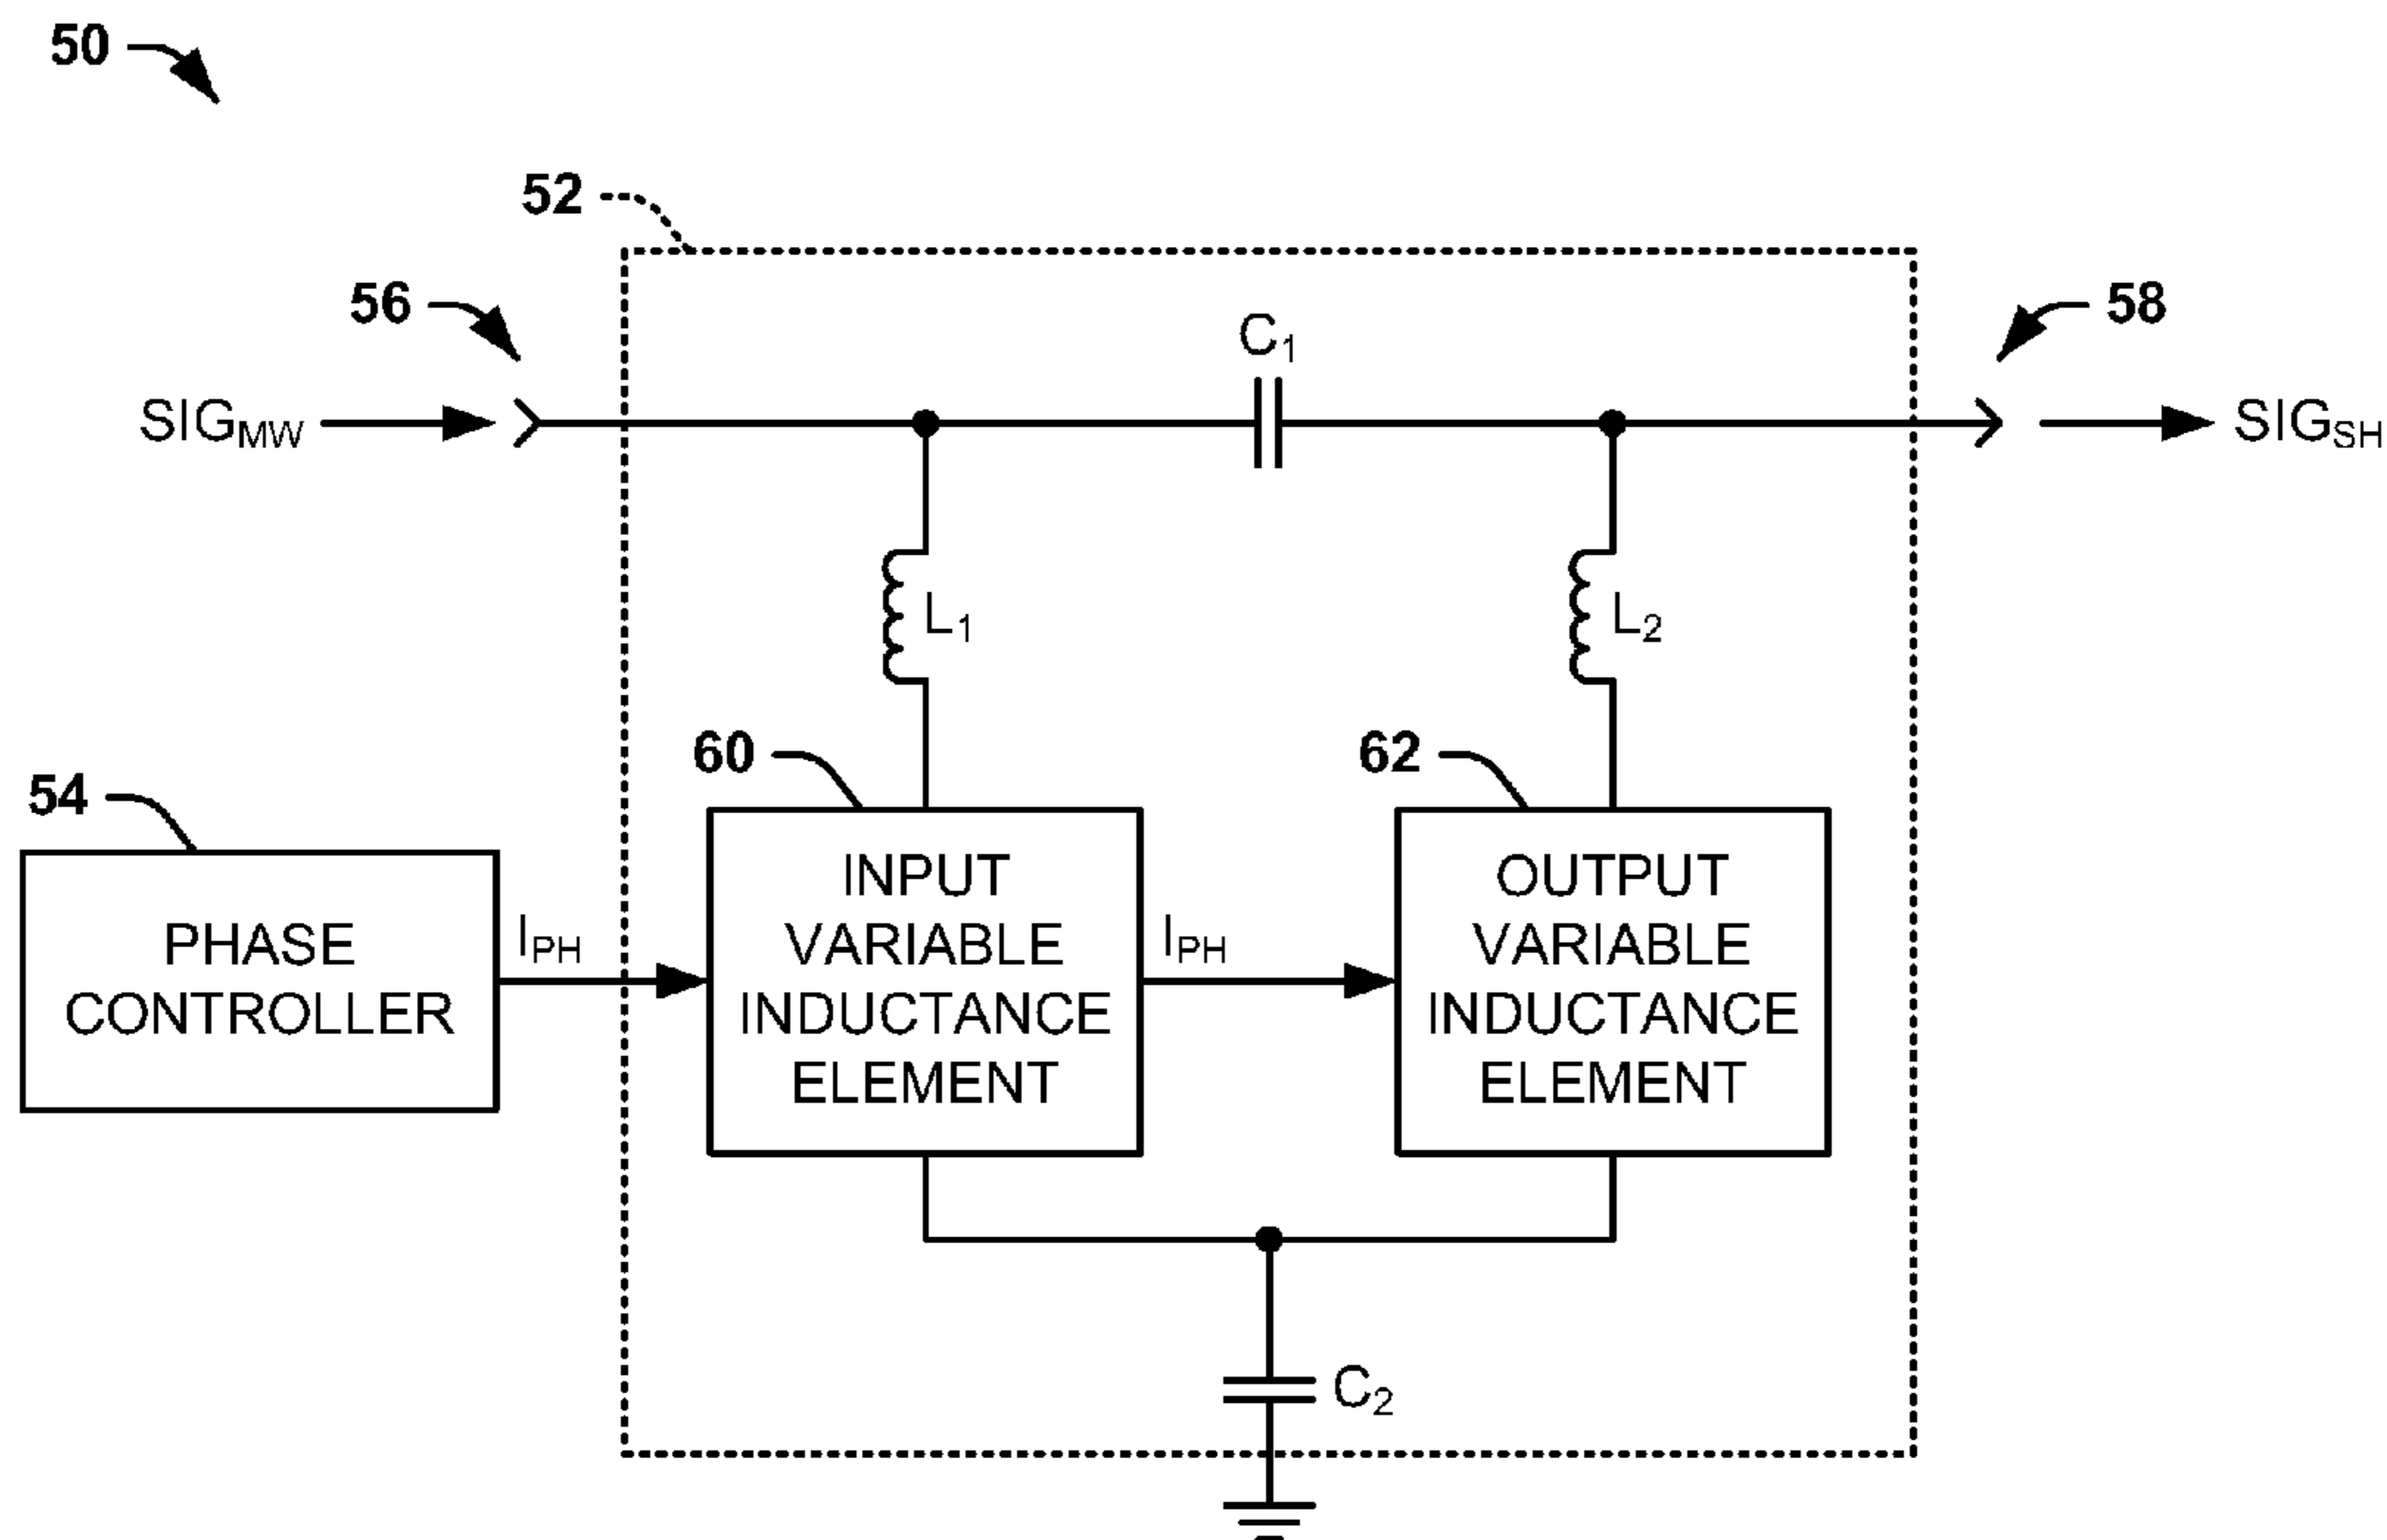 50
52
56
58
C1
SIGMW
SIGSH
L1
L2
60
62
54
INPUT
VARIABLE
INDUCTANCE
ELEMENT
OUTPUT
VARIABLE
INDUCTANCE
ELEMENT
PHASE
CONTROLLER
IPH
IPH
C2